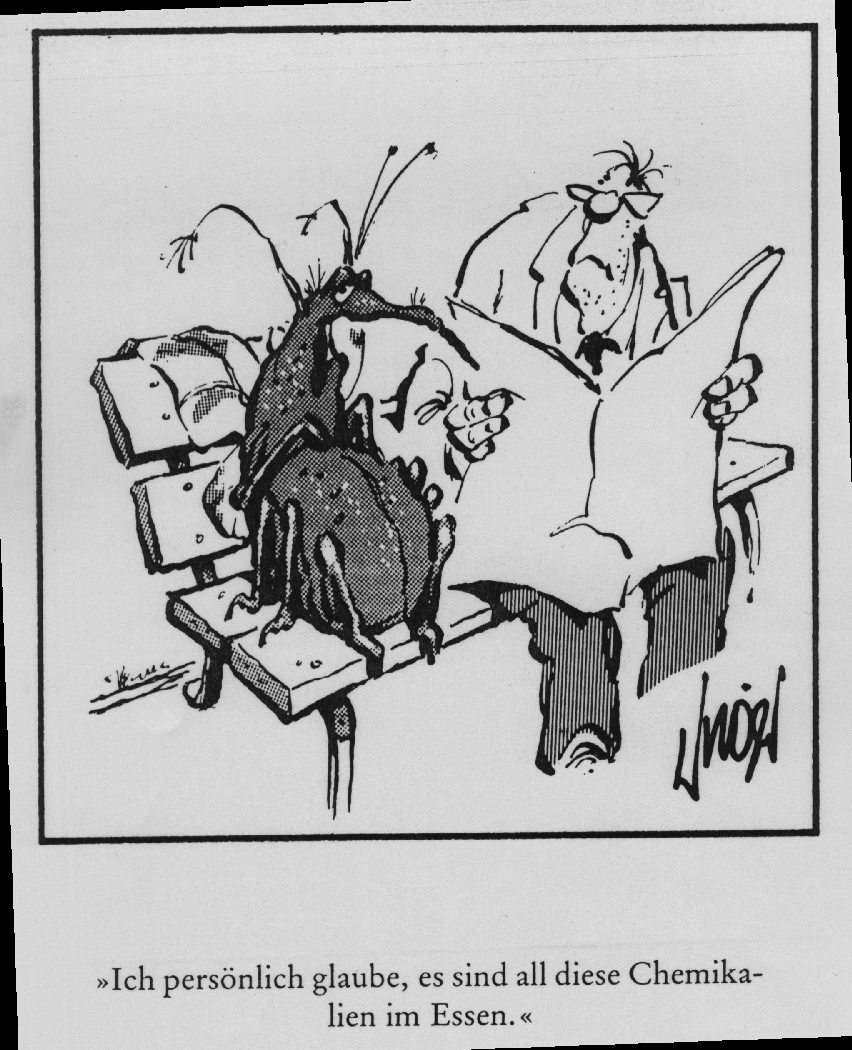 »Ich persönlich glaube, es sind all diese Chemika-
lien im Essen.«